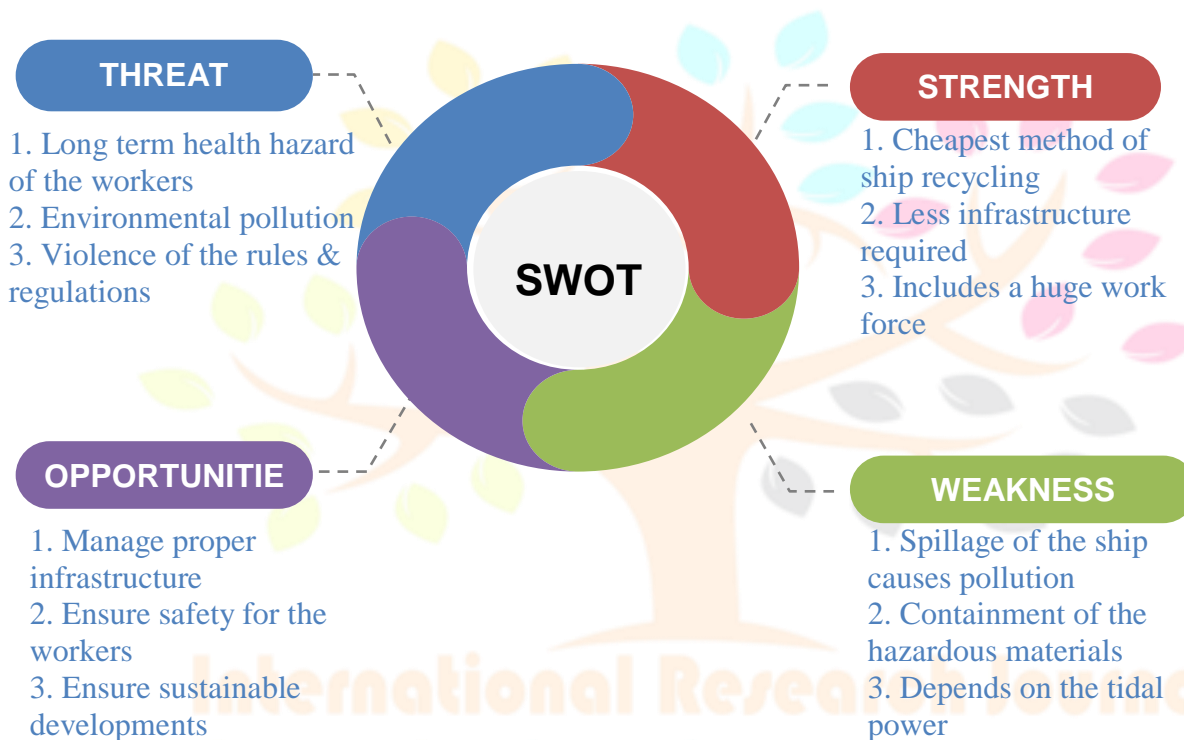 THREAT
1. Long term health hazard
of the workers
2. Environmental pollution
3. Violence of the rules &
regulations
STRENGTH
1. Cheapest method of
ship recycling
2. Less infrastructure
required
3. Includes a huge work
force
SWOT
OPPORTUNITIE
1. Manage proper
infrastructure
2. Ensure safety for the
workers
3. Ensure sustainable
developments
WEAKNESS
1. Spillage of the ship
causes pollution
2. Containment of the
hazardous materials
3. Depends on the tidal
power
International Research Journ